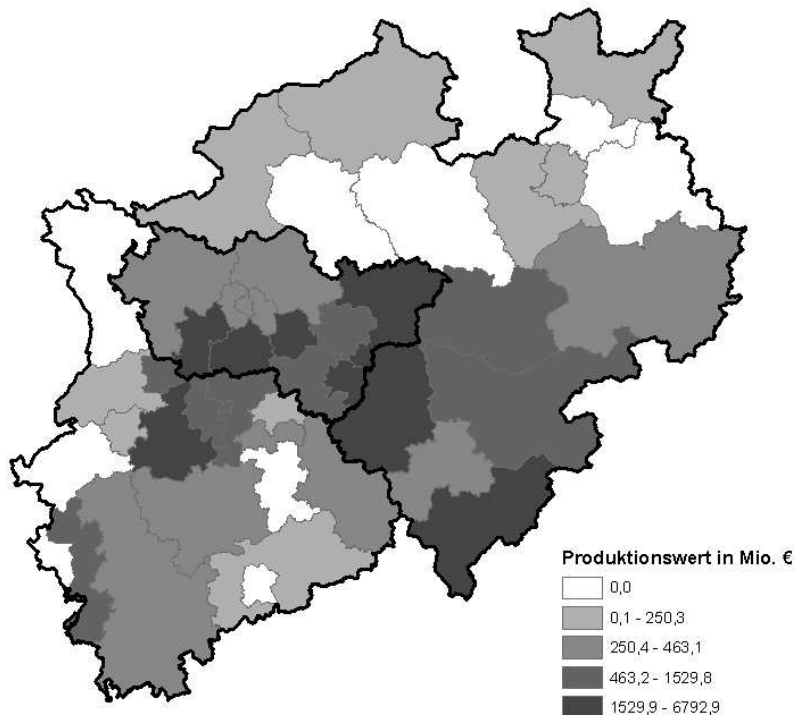 Produktionswert in Mio. €
0,0
0,1 - 250,3
250,4 - 463,1
463,2 - 1529,8
1529,9 - 6792,9